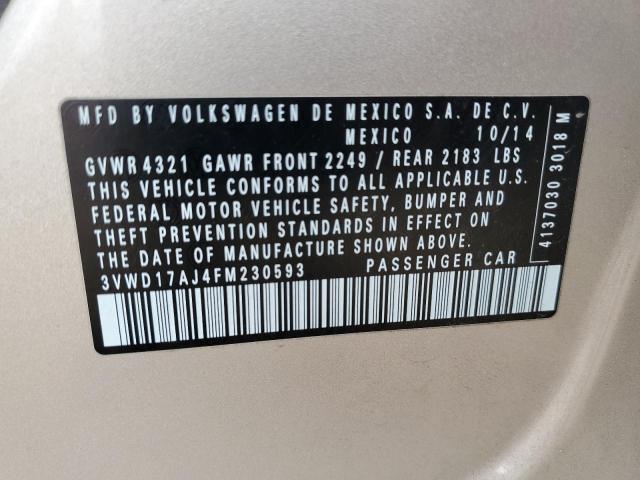 MFD BY VOLKSWAGEN DE MEXICO S.A. DE C.V.
MEXICO 10/14
GVWR 4321 GAWR FRONT 2249 / REAR 2183 LBS
THIS VEHICLE CONFORMS TO ALL APPLICABLE U.S.
FEDERAL MOTOR VEHICLE SAFETY, BUMPER AND
THEFT PREVENTION STANDARDS IN EFFECT ON
THE DATE OF MANUFACTURE SHOWN ABOVE.
3VWD17AJ4FM230593 PASSENGER CAR
4137030 3018 M